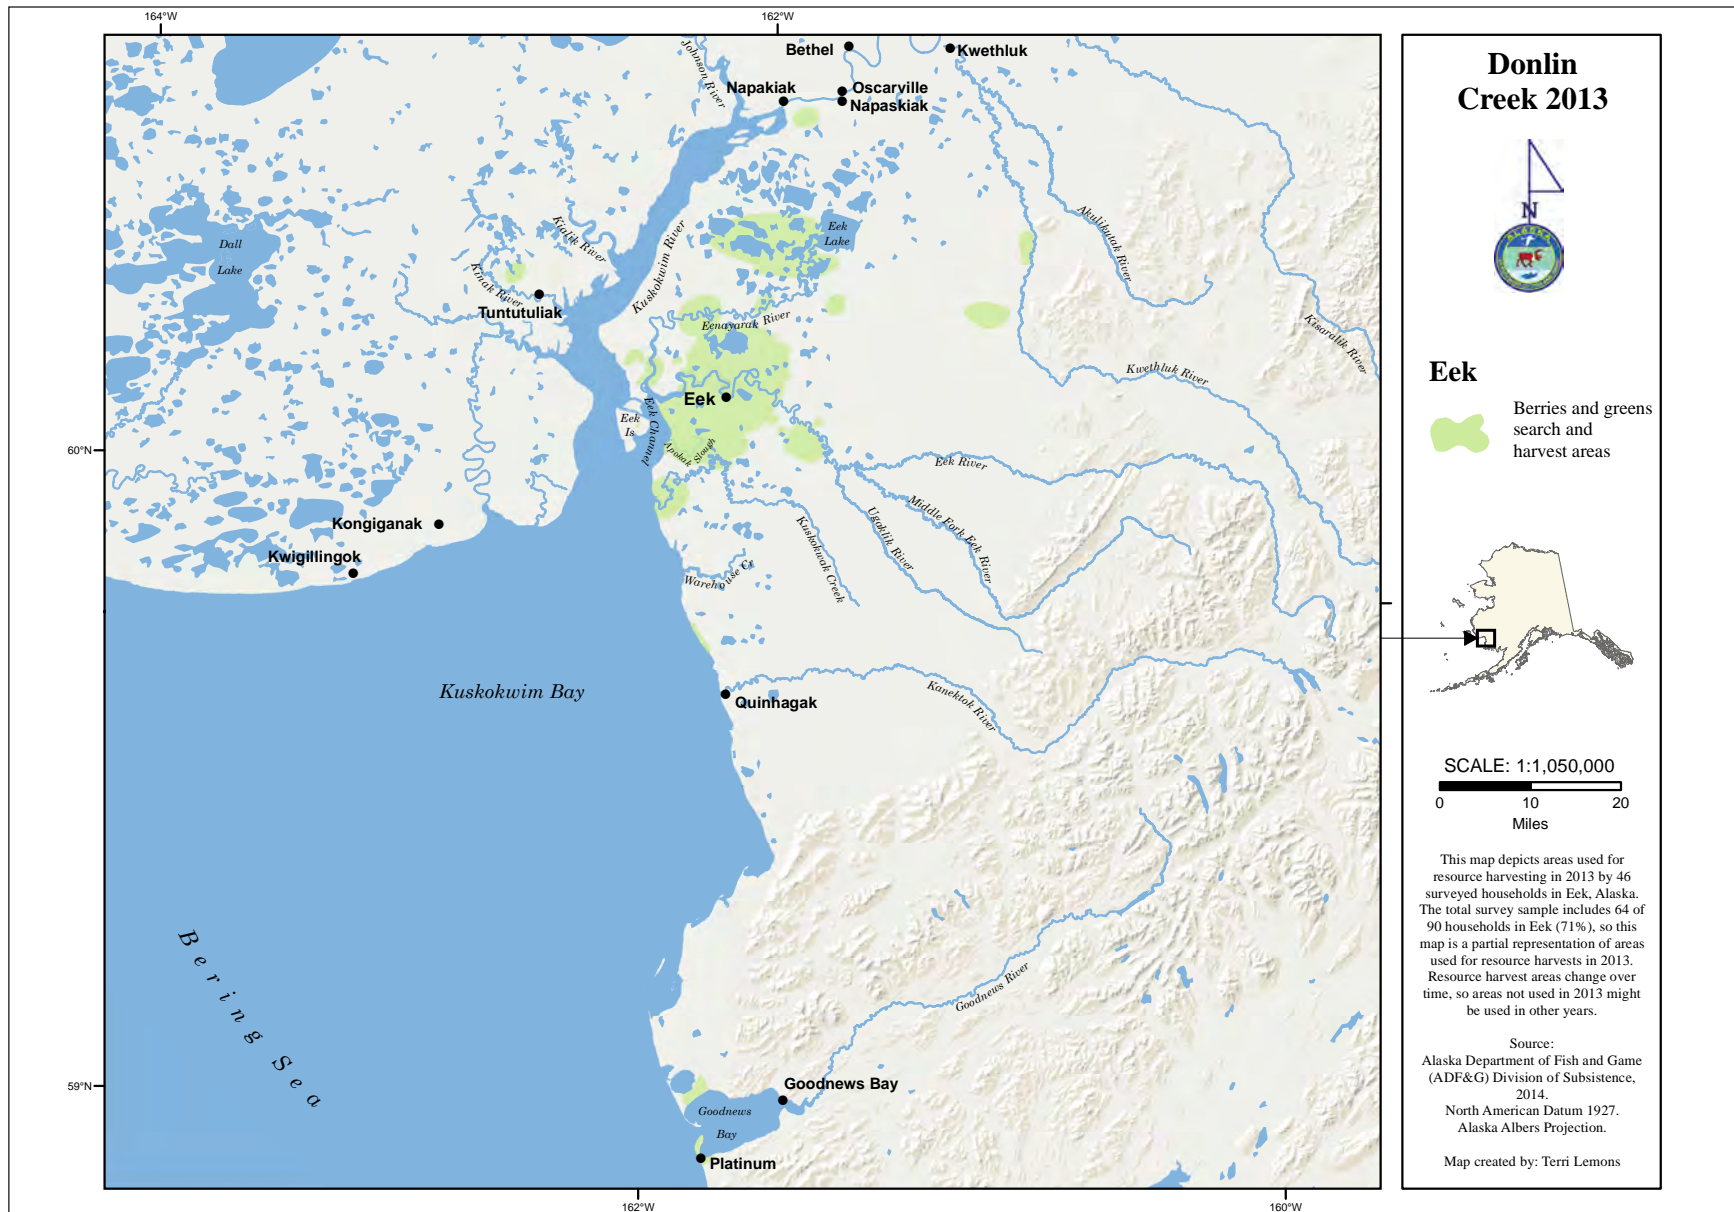 164°W
162°W
Bethel
Kwethluk
Johnson River
Napakiak
Oscarville
Napaskiak
Akulikutak River
Kialik River
Eek
Lake
Dall
Lake
Kuskokwim River
Kinak River
Tuntutuliak
Eenayarak River
Kisaralik River
Kwethluk River
Eek
Eek
Is
Eek Channel
Apokak Slough
60°N
Eek River
Middle Fork Eek River
Ugaklik River
Kuskokwak Creek
Kongiganak
Kwigillingok
Warehouse Cr
Kuskokwim Bay
Quinhagak
Kanektok River
Bering Sea
Goodnews River
59°N
Goodnews Bay
Goodnews
Bay
Platinum
162°W
160°W
Donlin
Creek 2013
N
ALASKA
Eek
Berries and greens
search and
harvest areas
SCALE: 1:1,050,000
0 10 20
Miles
This map depicts areas used for
resource harvesting in 2013 by 46
surveyed households in Eek, Alaska.
The total survey sample includes 64 of
90 households in Eek (71%), so this
map is a partial representation of areas
used for resource harvests in 2013.
Resource harvest areas change over
time, so areas not used in 2013 might
be used in other years.
Source:
Alaska Department of Fish and Game
(ADF&G) Division of Subsistence,
2014.
North American Datum 1927.
Alaska Albers Projection.
Map created by: Terri Lemons